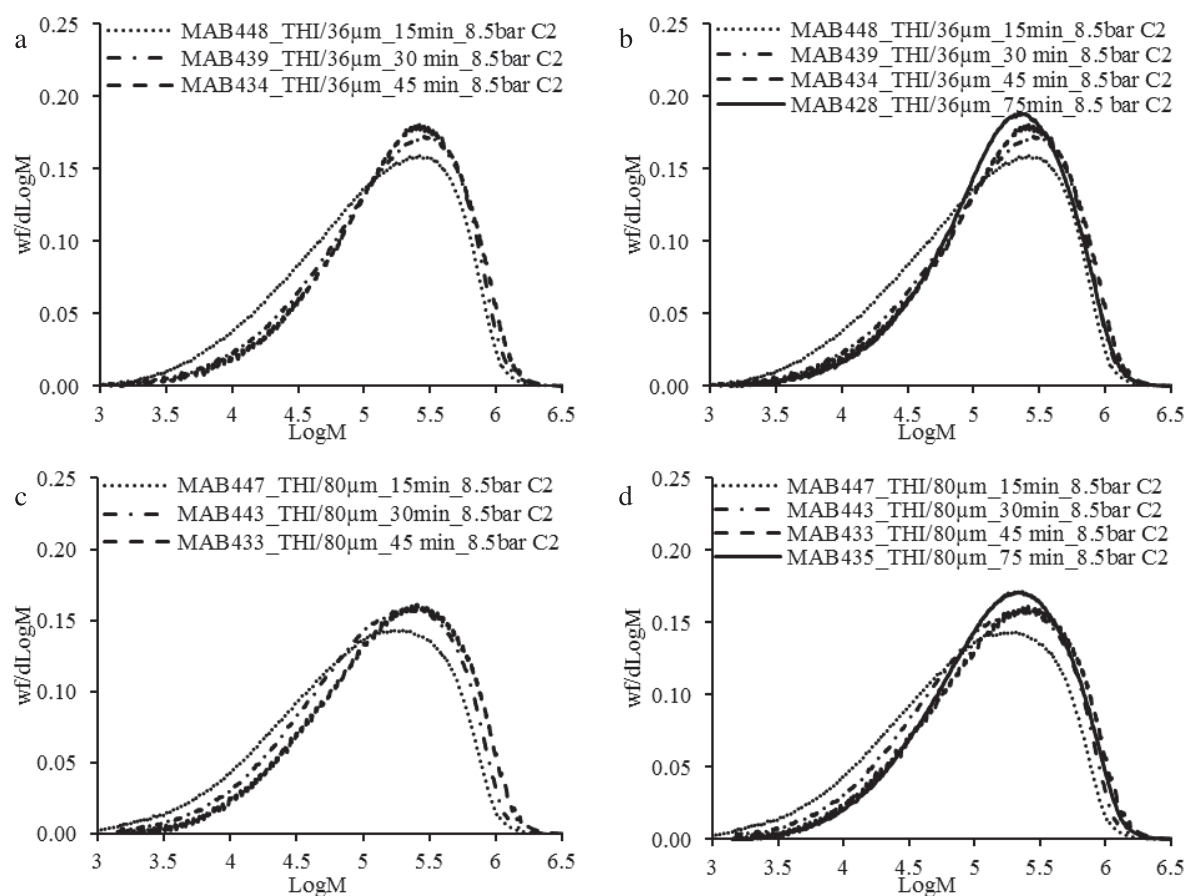 a
0.25
0.20
0.15
0.10
0.05
0.00
wf/dLogM
MAB448_THI/36µm_15min_8.5bar C2
MAB439_THI/36µm_30 min_8.5bar C2
MAB434_THI/36µm_45 min_8.5bar C2
3 3.5 4 4.5 5 5.5 6 6.5
LogM
b
0.25
0.20
0.15
0.10
0.05
0.00
wf/dLogM
MAB448_THI/36µm_15min_8.5bar C2
MAB439_THI/36µm_30 min_8.5bar C2
MAB434_THI/36µm_45 min_8.5bar C2
MAB428_THI/36µm_75min_8.5 bar C2
3 3.5 4 4.5 5 5.5 6 6.5
LogM
c
0.25
0.20
0.15
0.10
0.05
0.00
wf/dLogM
MAB447_THI/80µm_15min_8.5bar C2
MAB443_THI/80µm_30min_8.5bar C2
MAB433_THI/80µm_45 min_8.5bar C2
3 3.5 4 4.5 5 5.5 6 6.5
LogM
d
0.25
0.20
0.15
0.10
0.05
0.00
wf/dLogM
MAB447_THI/80µm_15min_8.5bar C2
MAB443_THI/80µm_30min_8.5bar C2
MAB433_THI/80µm_45 min_8.5bar C2
MAB435_THI/80µm_75 min_8.5bar C2
3 3.5 4 4.5 5 5.5 6 6.5
LogM